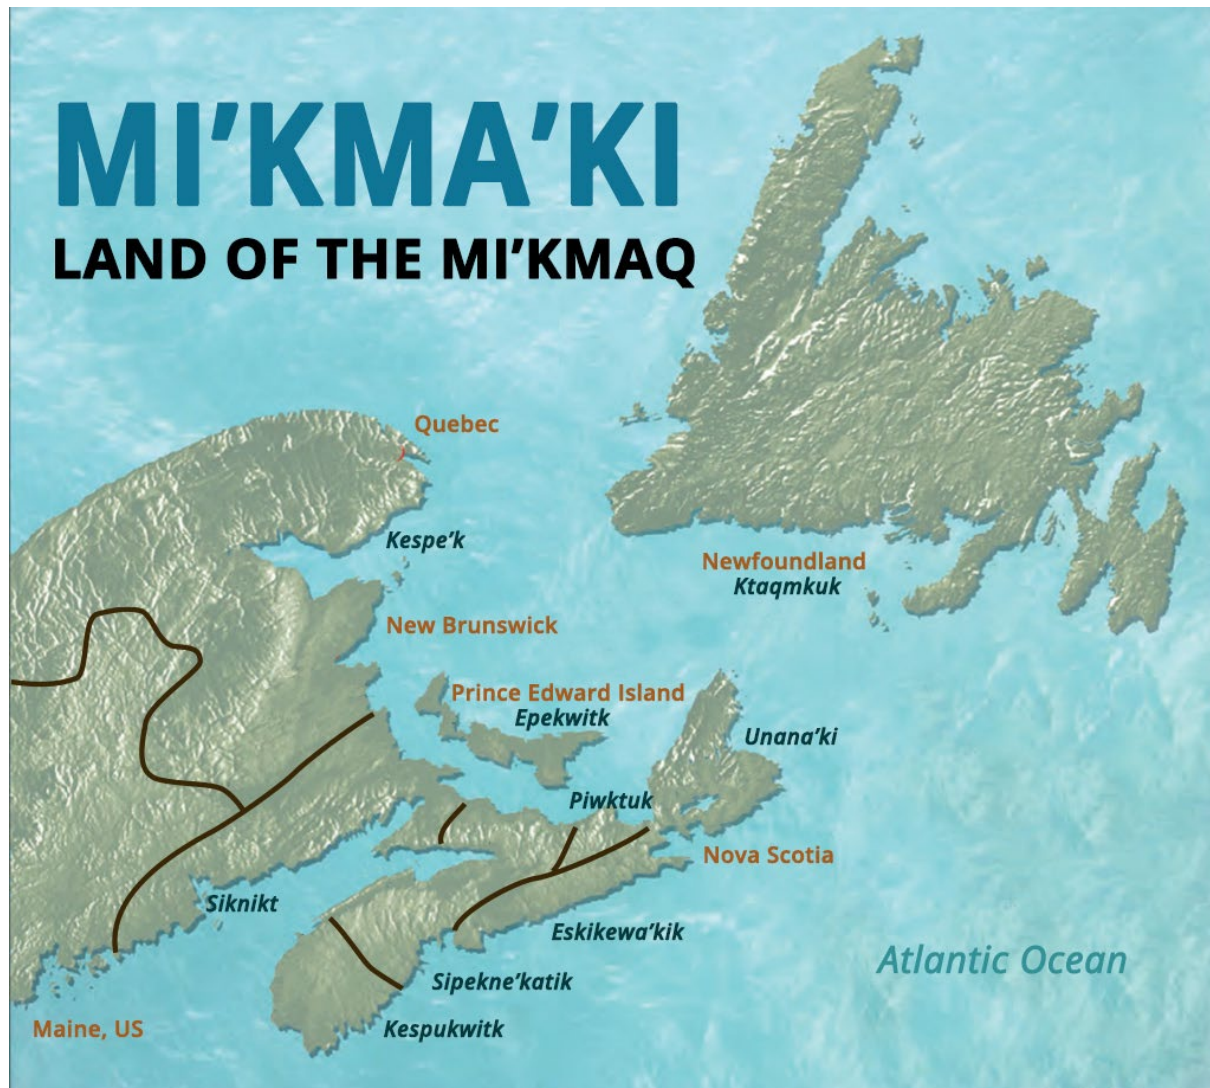 MI’KMA’KI
LAND OF THE MI’KMAQ
Quebec
Kespe’k
Newfoundland
Ktaqmkuk
New Brunswick
Prince Edward Island
Epekwitk
Unana’ki
Piwktuk
Nova Scotia
Siknikt
Eskikewa’kik
Atlantic Ocean
Sipekne’katik
Maine, US
Kespukwitk